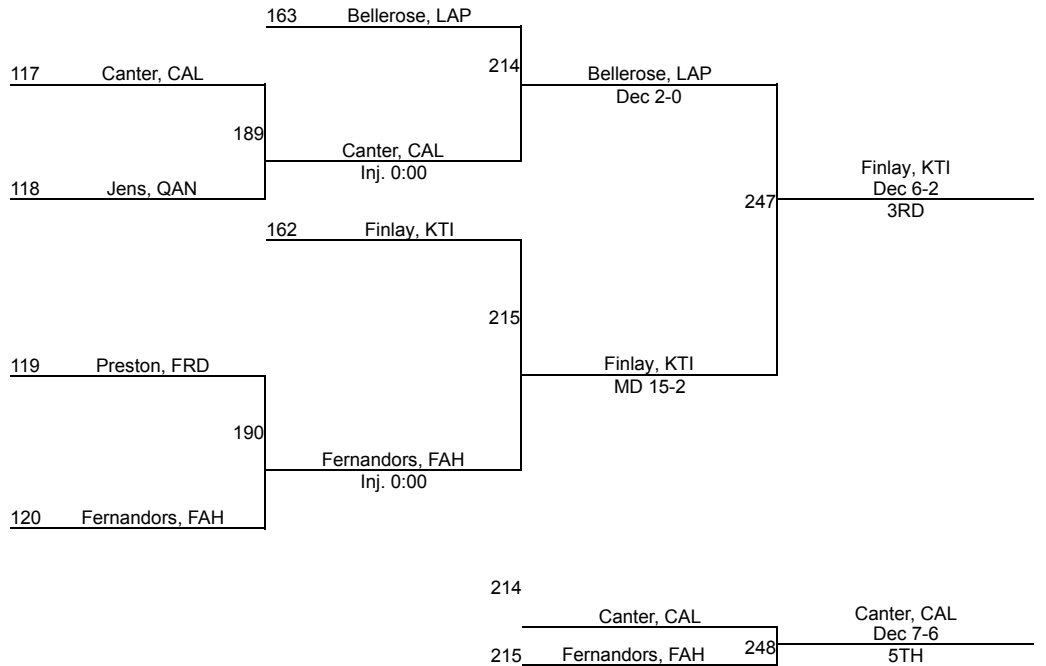 163 Bellerose, LAP
117 Canter, CAL
214
Bellerose, LAP
Dec 2-0
189
Canter, CAL
Inj. 0:00
118 Jens, QAN
Finlay, KTI
Dec 6-2
3RD
247
162 Finlay, KTI
215
119 Preston, FRD
Finlay, KTI
MD 15-2
190
Fernandors, FAH
Inj. 0:00
120 Fernandors, FAH
214
Canter, CAL
Canter, CAL
Dec 7-6
5TH
248
215 Fernandors, FAH